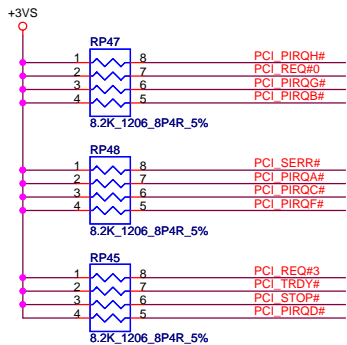 +3VS
RP47
1 8 PCI_PIRQH#
2 7 PCI_REQ#0
3 6 PCI_PIRQG#
4 5 PCI_PIRQB#
8.2K_1206_8P4R_5%
RP48
1 8 PCI_SERR#
2 7 PCI_PIRQA#
3 6 PCI_PIRQC#
4 5 PCI_PIRQF#
8.2K_1206_8P4R_5%
RP45
1 8 PCI_REQ#3
2 7 PCI_TRDY#
3 6 PCI_STOP#
4 5 PCI_PIRQD#
8.2K_1206_8P4R_5%